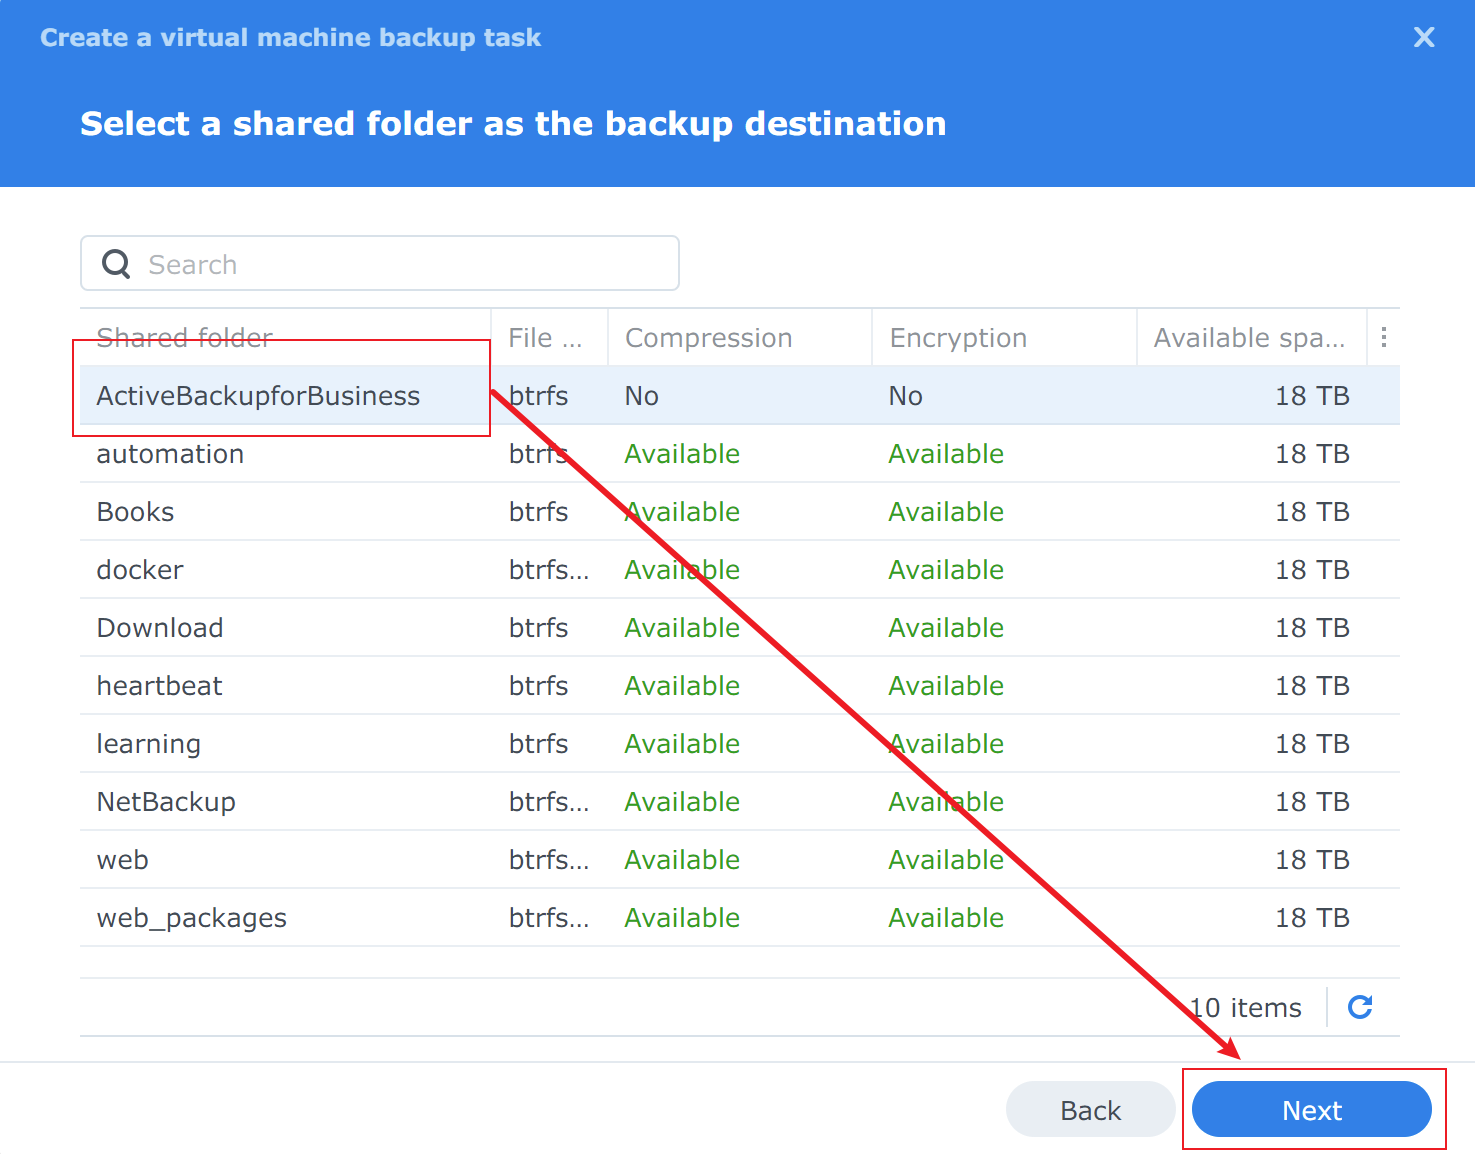 Create a virtual machine backup task
Select a shared folder as the backup destination
Search
Shared folder File ... Compression Encryption Available spa...
ActiveBackupforBusiness btrfs No No 18 TB
automation btrfs Available Available 18 TB
Books btrfs Available Available 18 TB
docker btrfs... Available Available 18 TB
Download btrfs Available Available 18 TB
heartbeat btrfs Available Available 18 TB
learning btrfs Available Available 18 TB
NetBackup btrfs... Available Available 18 TB
web btrfs... Available Available 18 TB
web_packages btrfs... Available Available 18 TB
10 items
Back Next